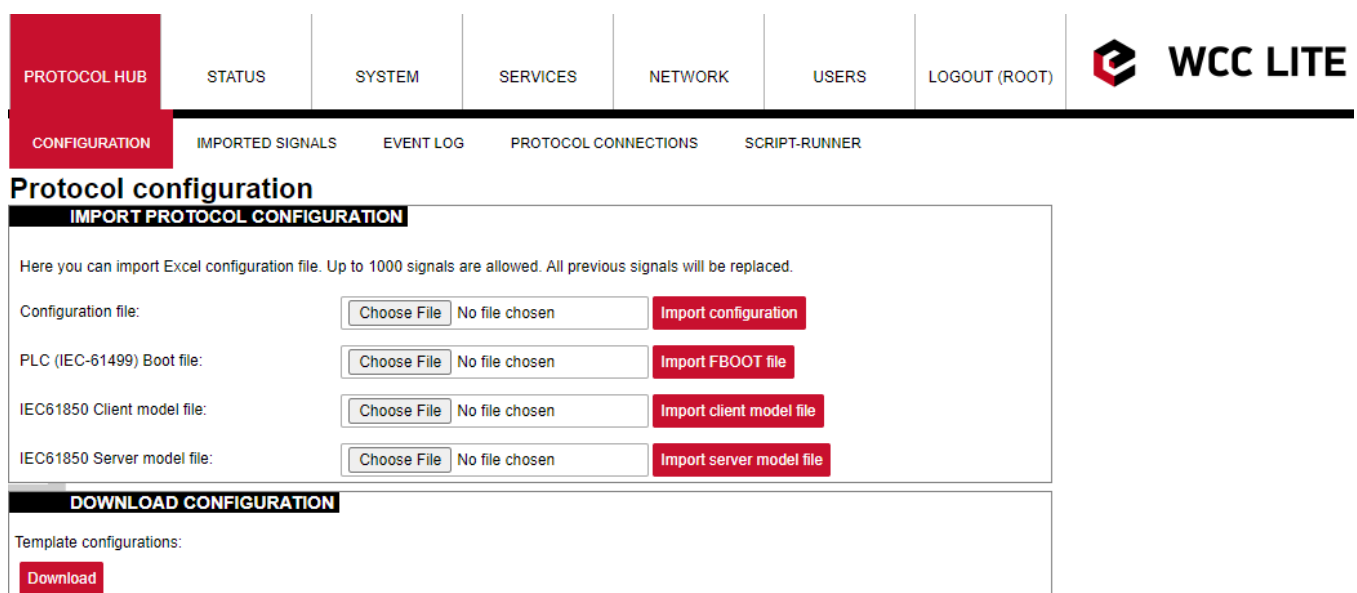 PROTOCOL HUB STATUS SYSTEM SERVICES NETWORK USERS LOGOUT (ROOT) WCC LITE
CONFIGURATION IMPORTED SIGNALS EVENT LOG PROTOCOL CONNECTIONS SCRIPT-RUNNER
Protocol configuration
IMPORT PROTOCOL CONFIGURATION
Here you can import Excel configuration file. Up to 1000 signals are allowed. All previous signals will be replaced.
Configuration file: Choose File No file chosen Import configuration
PLC (IEC-61499) Boot file: Choose File No file chosen Import FBOOT file
IEC61850 Client model file: Choose File No file chosen Import client model file
IEC61850 Server model file: Choose File No file chosen Import server model file
DOWNLOAD CONFIGURATION
Template configurations:
Download